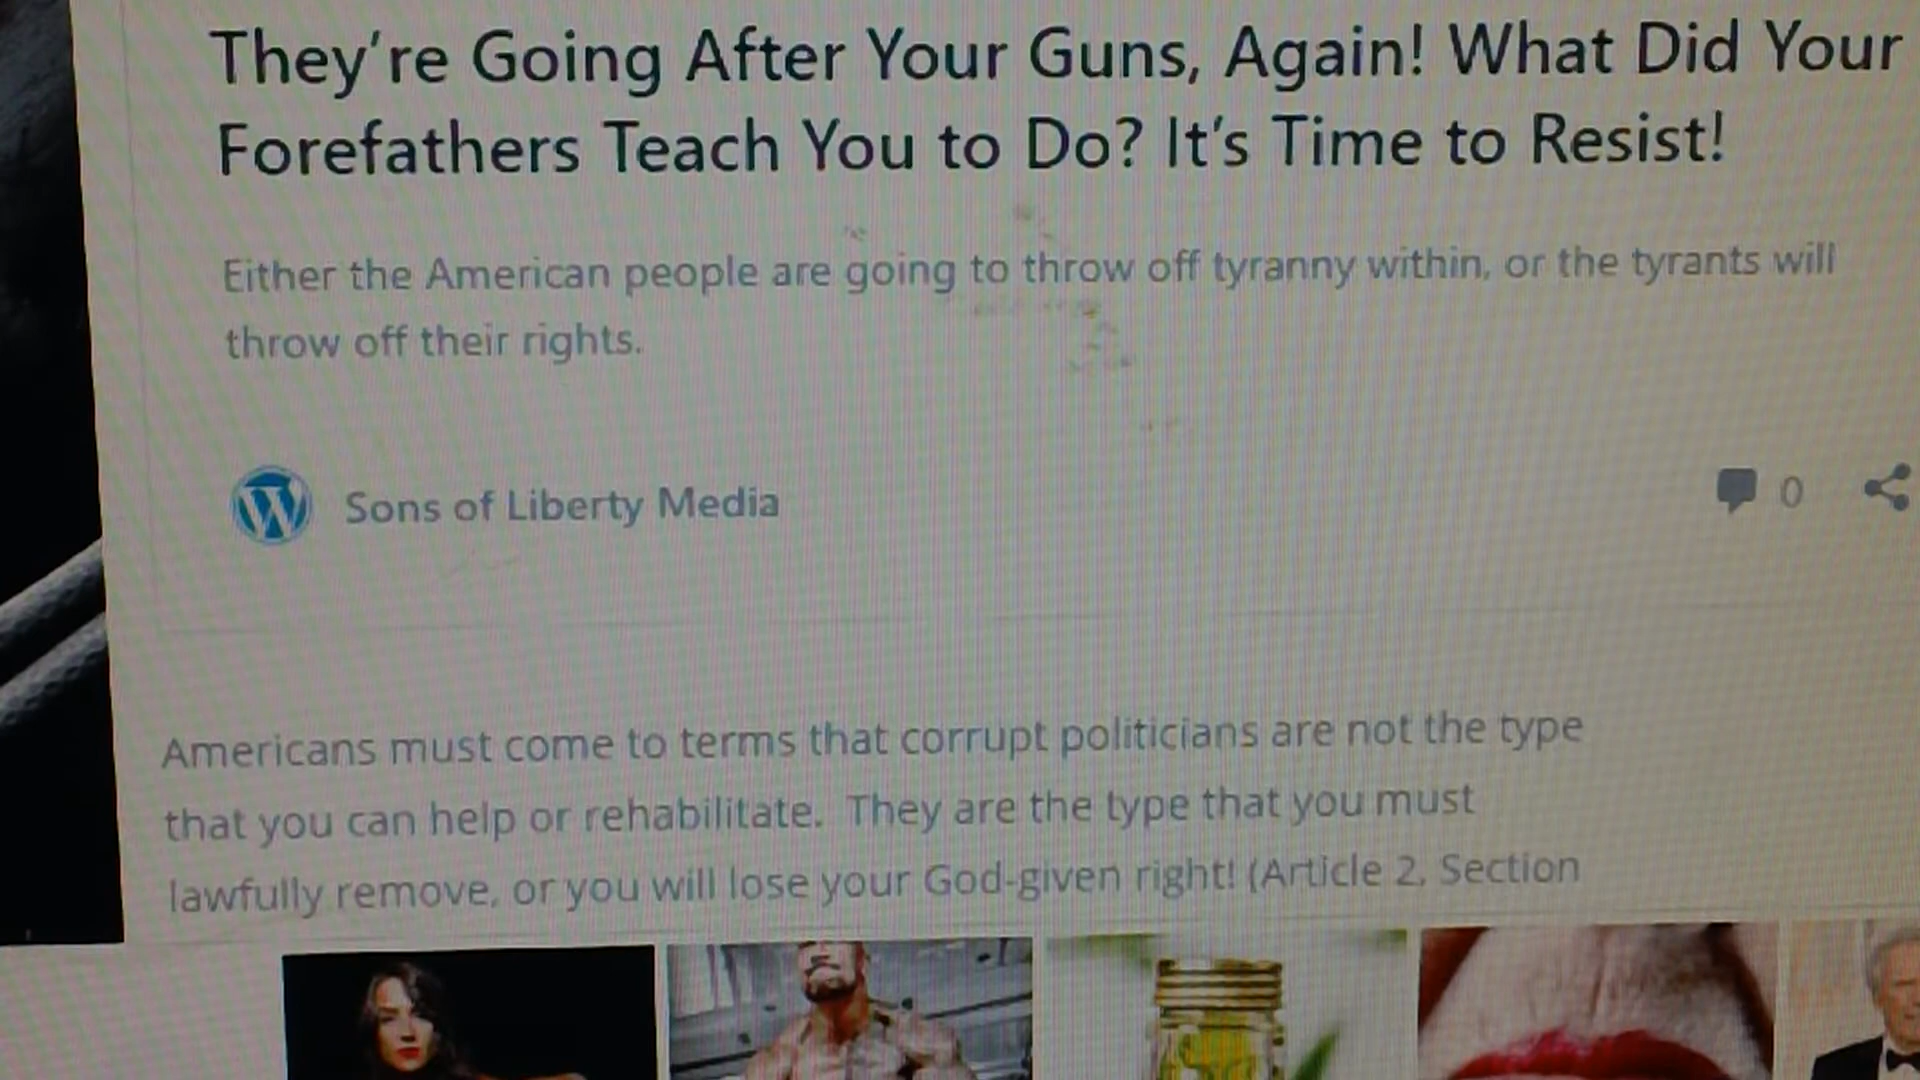 They're Going After Your Guns, Again! What Did Your
Forefathers Teach You to Do? It's Time to Resist!
Either the American people are going to throw off tyranny within, or the tyrants will
throw off their rights.
Sons of Liberty Media
0
Americans must come to terms that corrupt politicians are not the type
that you can help or rehabilitate. They are the type that you must
lawfully remove, or you will lose your God-given right! (Article 2, Section